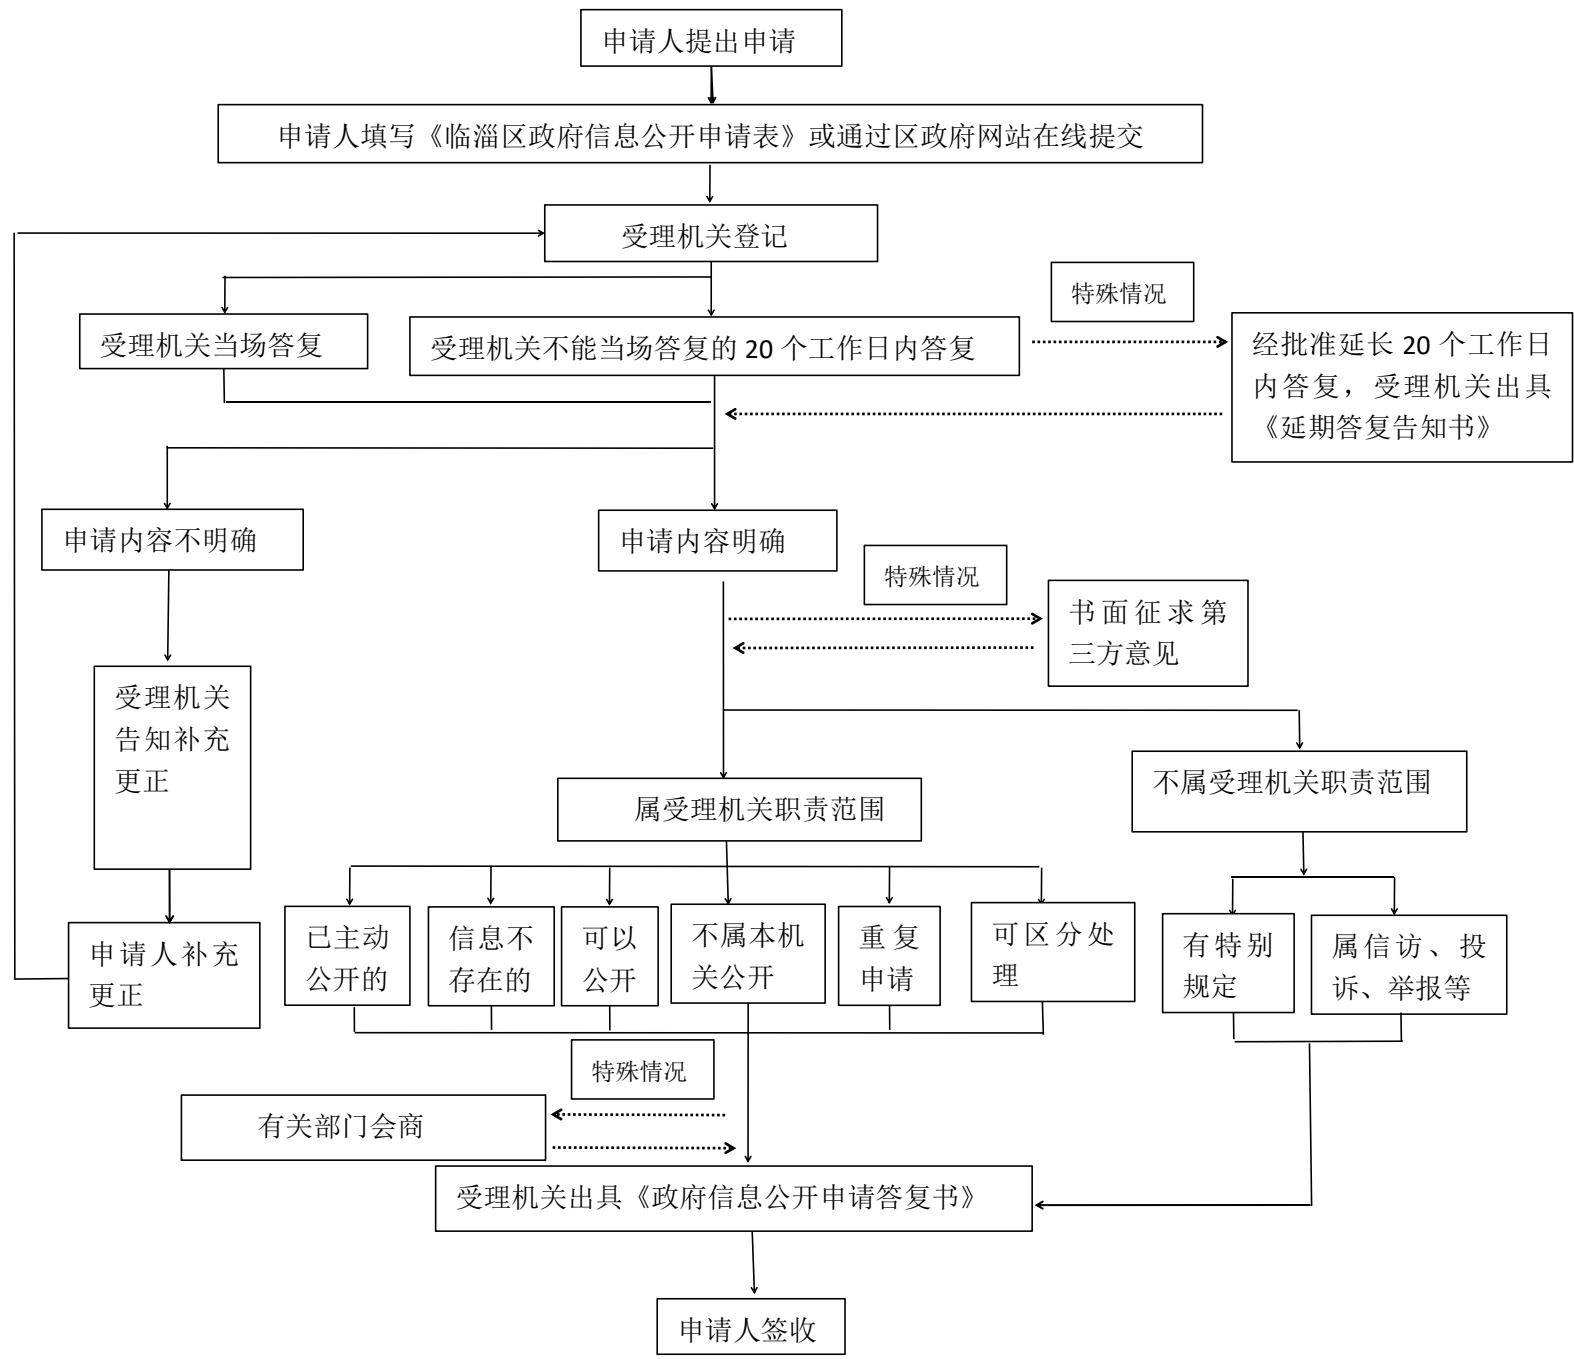 申请人提出申请
申请人填写《临淄区政府信息公开申请表》或通过区政府网站在线提交
受理机关登记
特殊情况
受理机关当场答复
受理机关不能当场答复的 20 个工作日内答复
经批准延长 20 个工作日
内答复，受理机关出具
《延期答复告知书》
申请内容不明确
申请内容明确
特殊情况
书面征求第
三方意见
受理机关
告知补充
更正
属受理机关职责范围
不属受理机关职责范围
申请人补充
更正
已主动
公开的
信息不
存在的
可以
公开
不属本机
关公开
重复
申请
可区分处
理
有特别
规定
属信访、投
诉、举报等
特殊情况
有关部门会商
受理机关出具《政府信息公开申请答复书》
申请人签收